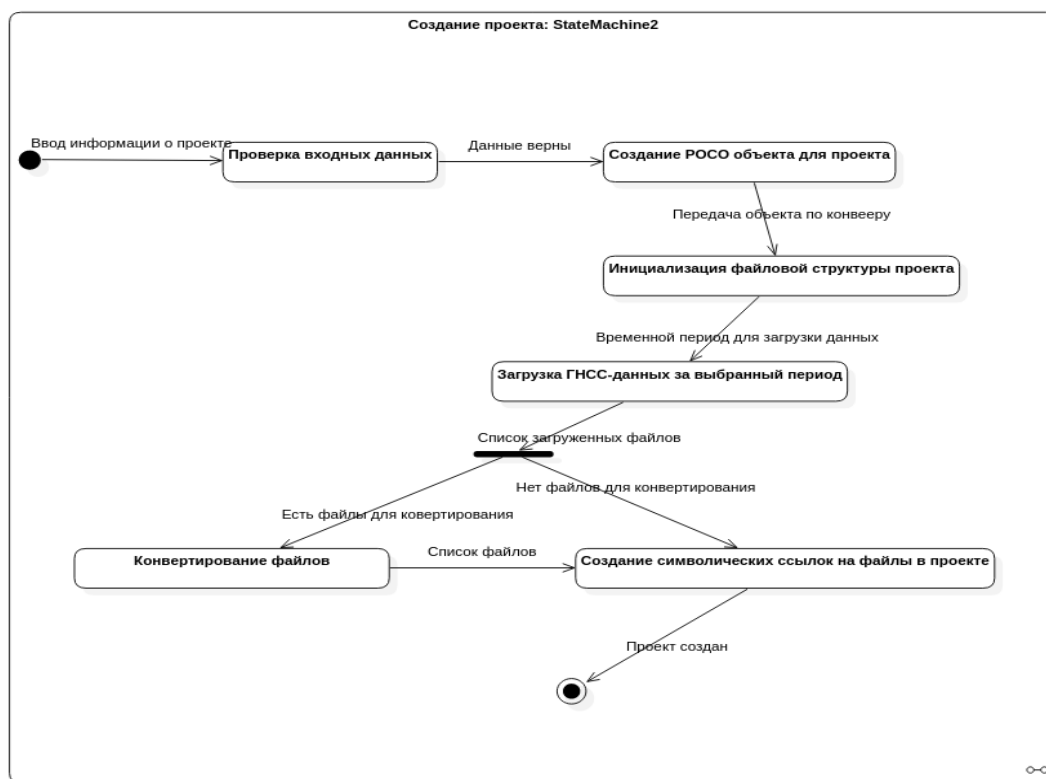 Создание проекта: StateMachine2
Ввод информации о проекте
Проверка входных данных
Данные верны
Создание POCO объекта для проекта
Передача объекта по конвееру
Инициализация файловой структуры проекта
Временной период для загрузки данных
Загрузка ГНСС-данных за выбранный период
Список загруженных файлов
Нет файлов для конвертирования
Есть файлы для ковертирования
Конвертирование файлов
Список файлов
Создание символических ссылок на файлы в проекте
Проект создан